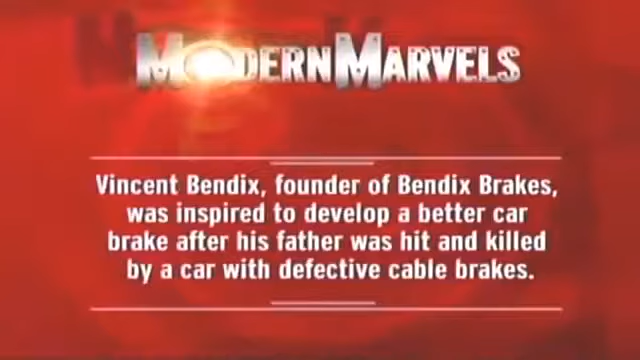 MODERN MARVELS
Vincent Bendix, founder of Bendix Brakes,
was inspired to develop a better car
brake after his father was hit and killed
by a car with defective cable brakes.